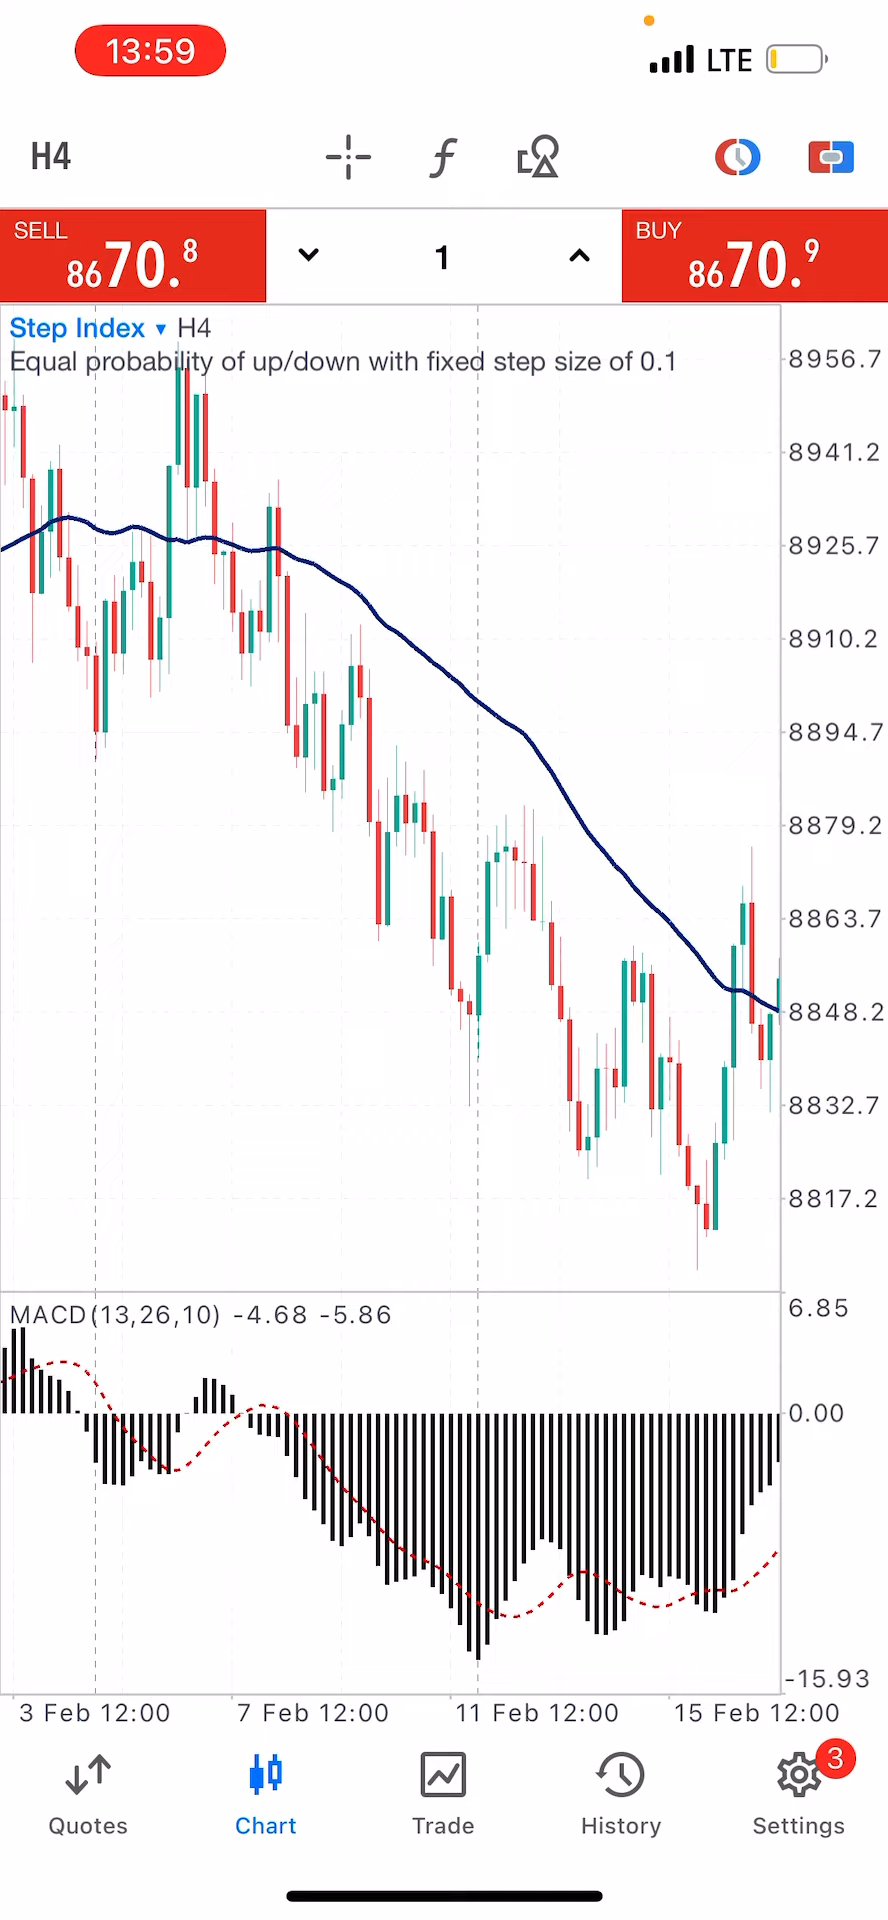 13:59
LTE
H4
SELL
8670.8
1
BUY
8670.9
Step Index ▾ H4
Equal probability of up/down with fixed step size of 0.1
8956.7
8941.2
8925.7
8910.2
8894.7
8879.2
8863.7
8848.2
8832.7
8817.2
MACD(13,26,10) -4.68 -5.86
6.85
0.00
-15.93
3 Feb 12:00
7 Feb 12:00
11 Feb 12:00
15 Feb 12:00
3
Quotes
Chart
Trade
History
Settings